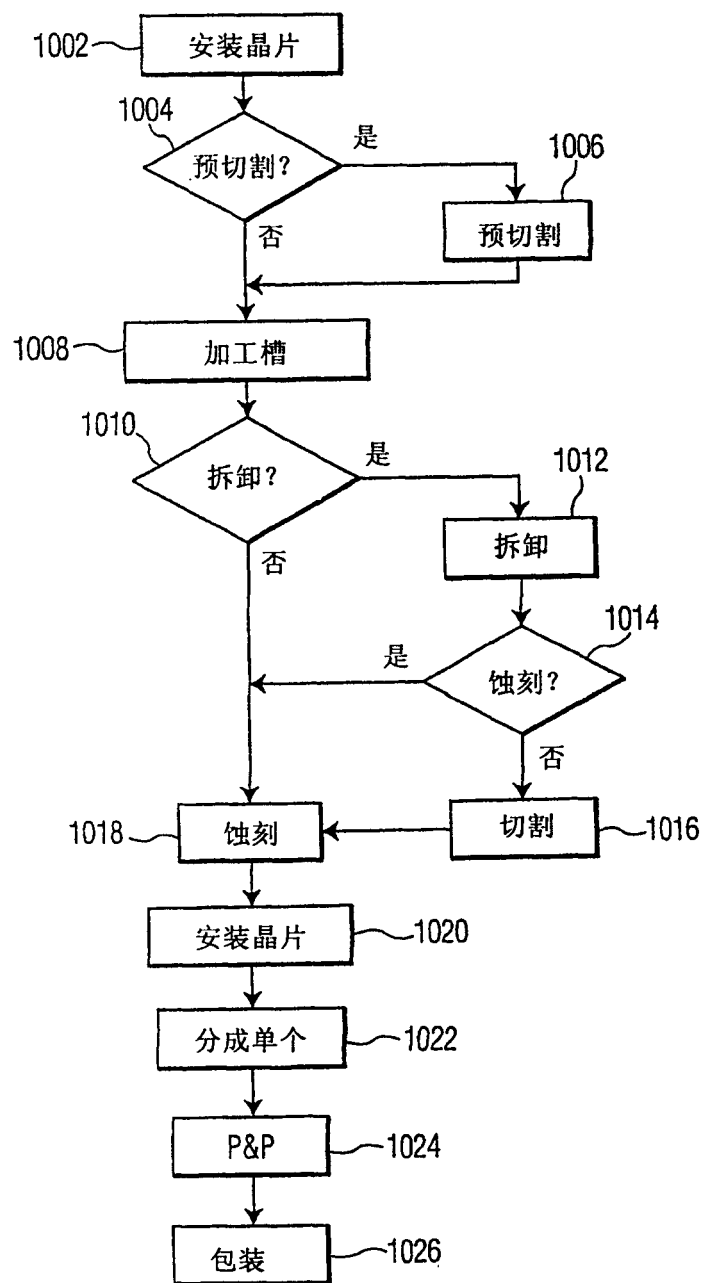 1002
安装晶片
1004
预切割?
是
1006
预切割
否
1008
加工槽
1010
拆卸?
是
1012
拆卸
否
1014
是
蚀刻?
否
1018
蚀刻
切割
1016
安装晶片
1020
分成单个
1022
P&P
1024
包装
1026